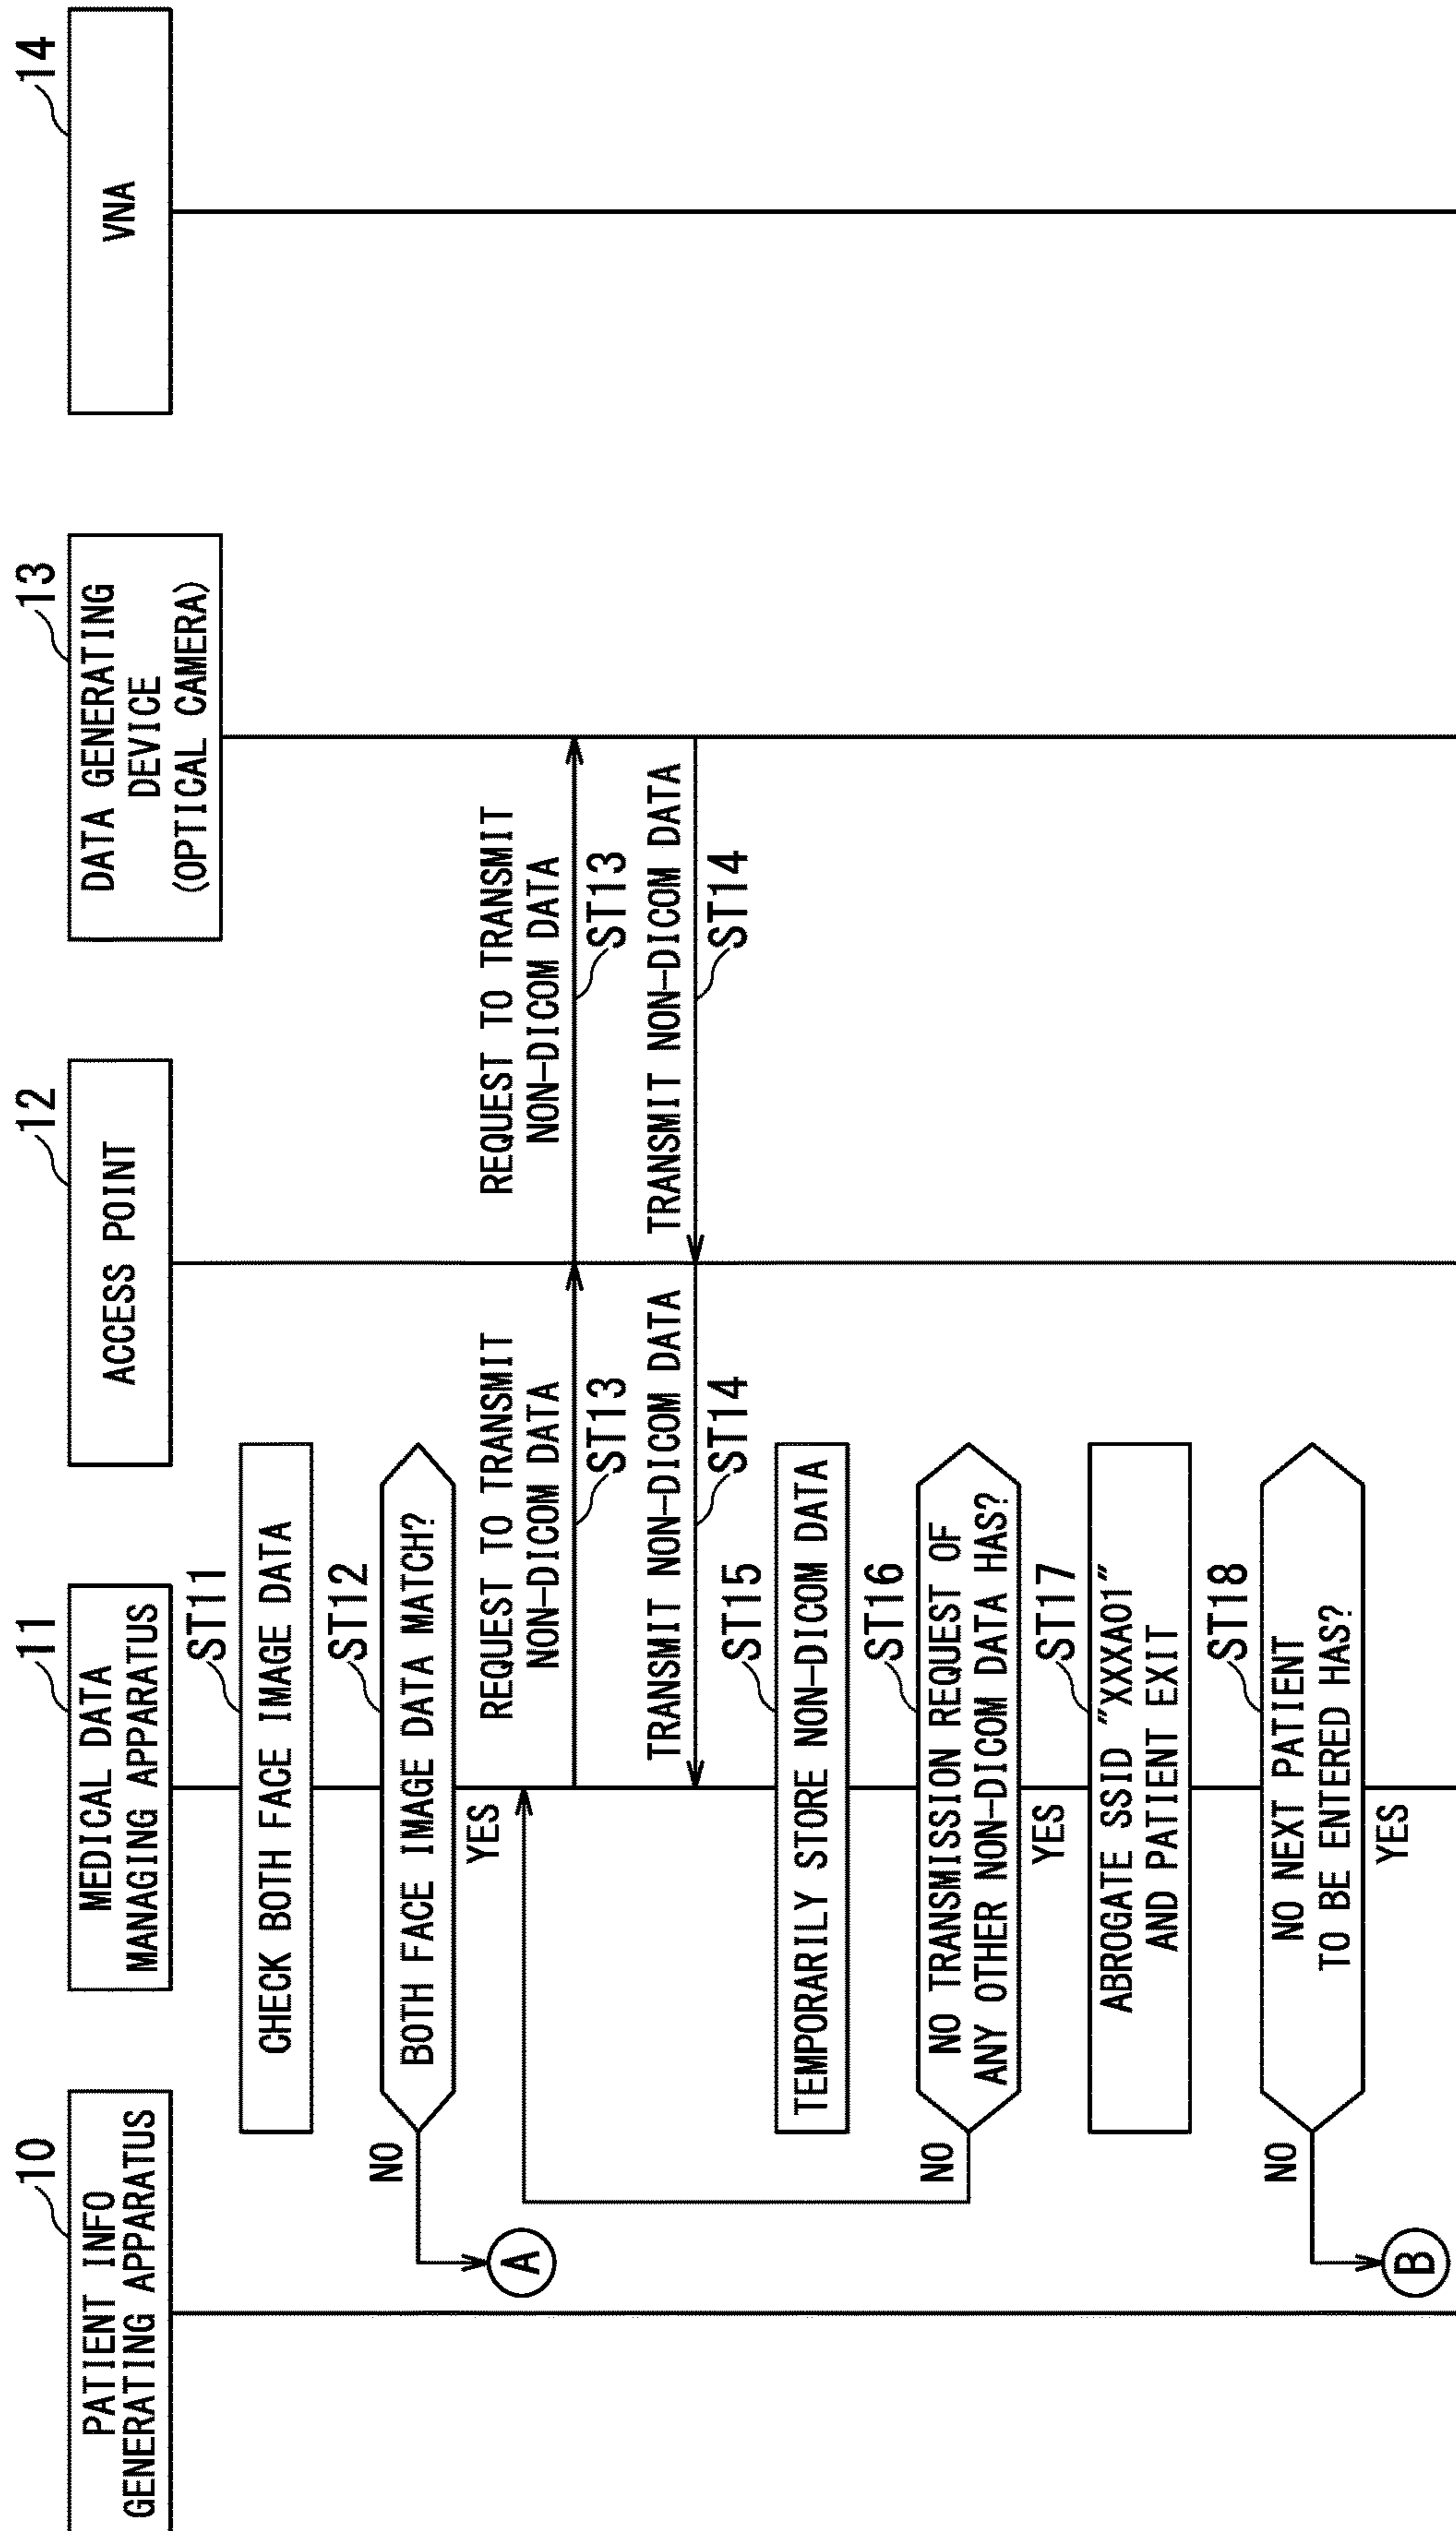 10
PATIENT INFO
GENERATING APPARATUS
11
MEDICAL DATA
MANAGING APPARATUS
12
ACCESS POINT
13
DATA GENERATING
DEVICE
(OPTICAL CAMERA)
14
VNA
ST11
CHECK BOTH FACE IMAGE DATA
ST12
BOTH FACE IMAGE DATA MATCH?
NO
YES
A
REQUEST TO TRANSMIT
NON-DICOM DATA
ST13
REQUEST TO TRANSMIT
NON-DICOM DATA
ST13
TRANSMIT NON-DICOM DATA
ST14
TRANSMIT NON-DICOM DATA
ST14
ST15
TEMPORARILY STORE NON-DICOM DATA
ST16
NO TRANSMISSION REQUEST OF
ANY OTHER NON-DICOM DATA HAS?
NO
YES
ST17
ABROGATE SSID "XXXA01"
AND PATIENT EXIT
ST18
NO NEXT PATIENT
TO BE ENTERED HAS?
NO
YES
B